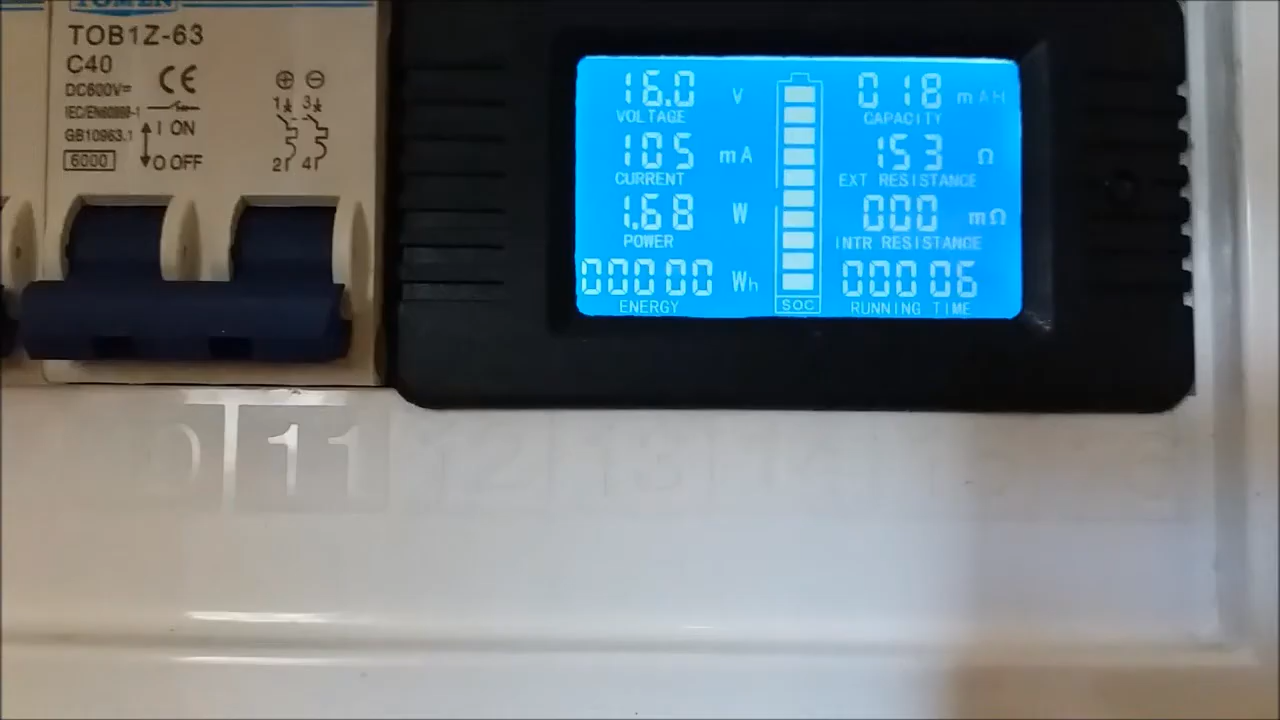 TOMZN
TOB1Z-63
C40
DC600V=
IEC/EN60898-1
GB10963.1
6000
I ON
O OFF
1 3
2 4
16.0 V
VOLTAGE
105 mA
CURRENT
1.68 W
POWER
00000 Wh
ENERGY
SOC
018 mAH
CAPACITY
153 Ω
EXT RESISTANCE
000 mΩ
INTR RESISTANCE
00006
RUNNING TIME
11
12
13
14